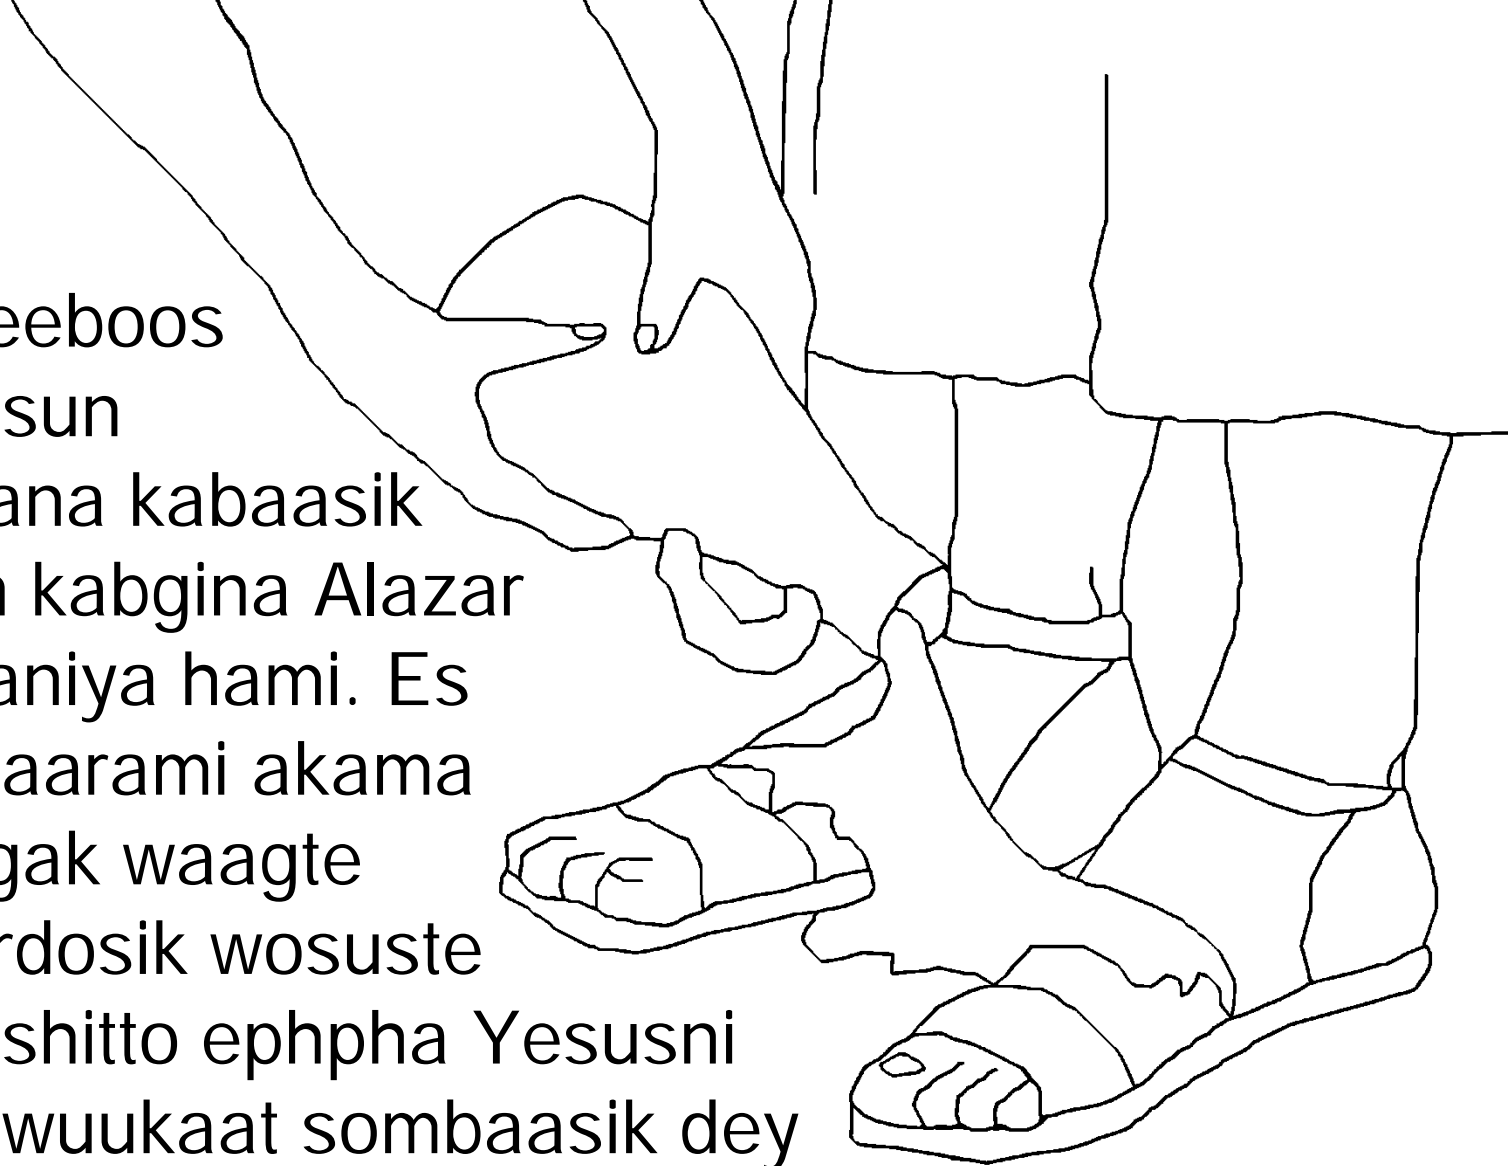 eeboos
sun
ana kabaasik
kabgina Alazar
aniya hami. Es
aarami akama
gak waagte
rdosik wosuste
shitto ephpha Yesusni
wuukaat sombaasik dey